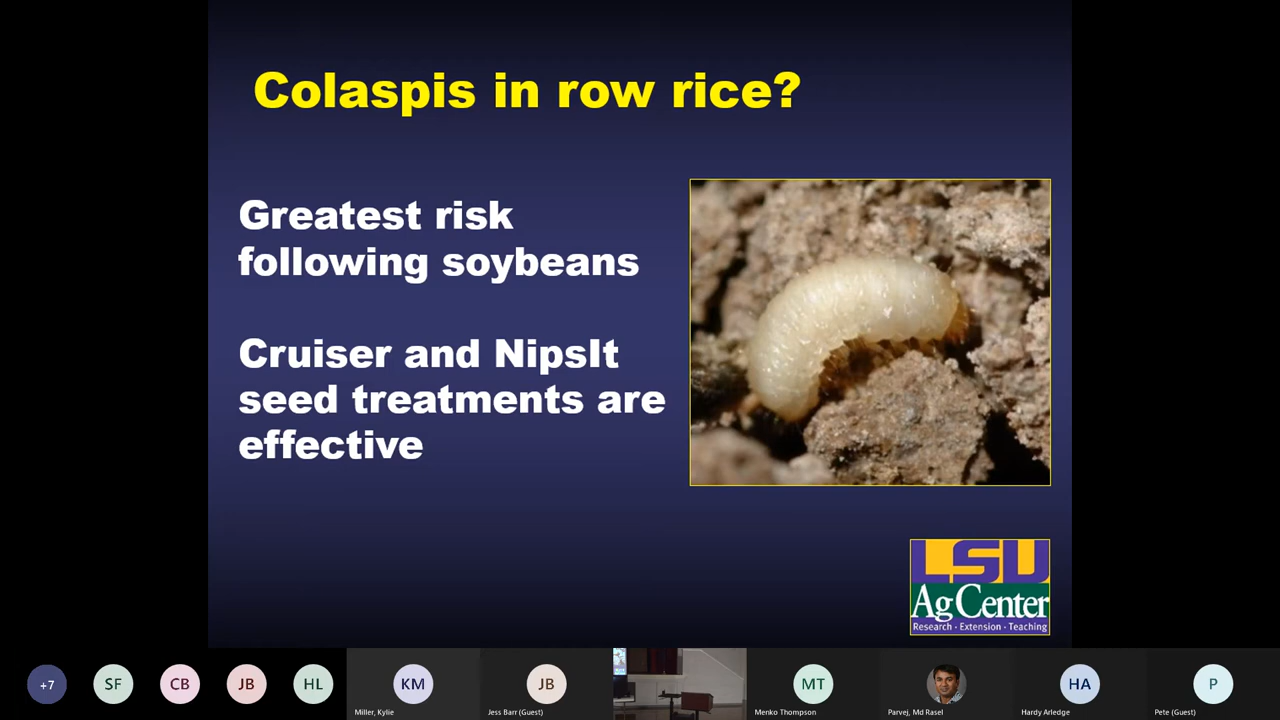 Colaspis in row rice?
Greatest risk
following soybeans
Cruiser and NipsIt
seed treatments are
effective
LSU
Ag Center
Research · Extension · Teaching
+7
SF
CB
JB
HL
KM
Miller, Kylie
JB
Jess Barr (Guest)
MT
Menko Thompson
Parvej, Md Rasel
HA
Hardy Arledge
P
Pete (Guest)